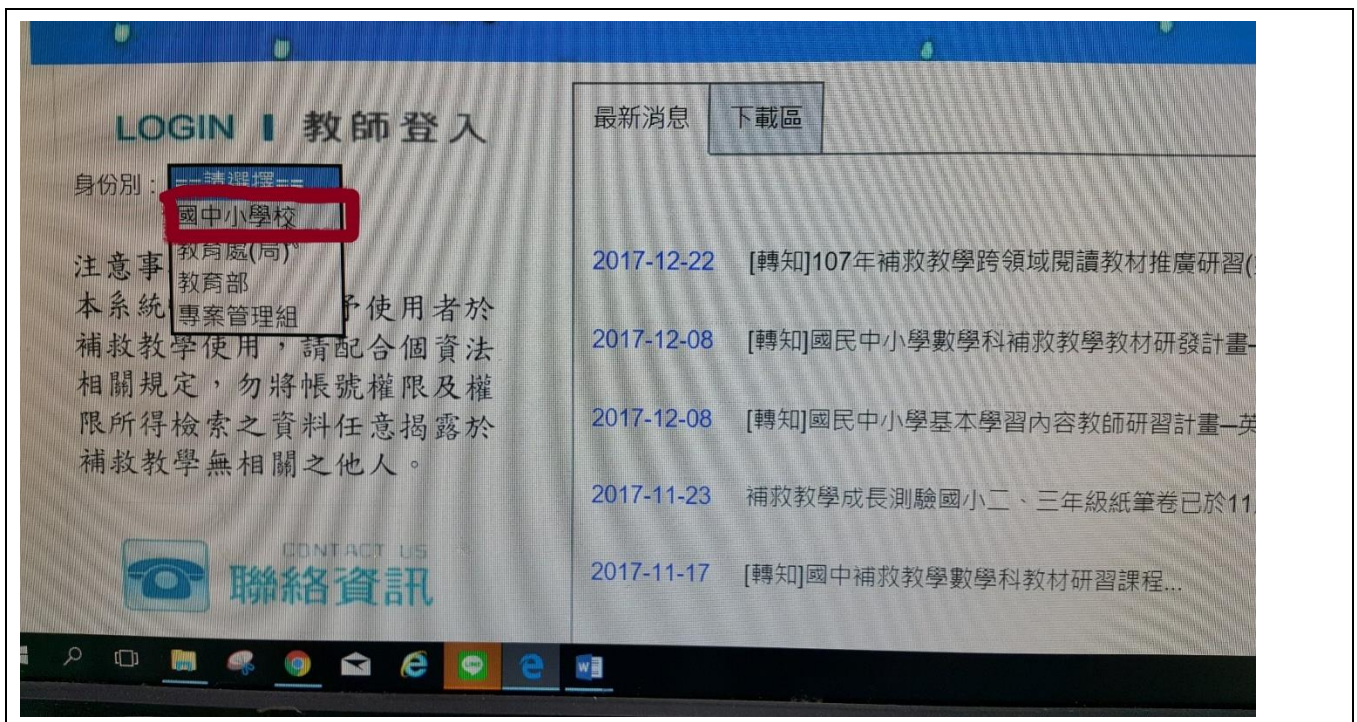 LOGIN 教師登入
身份別：
==請選擇==
國中小學校
教育處(局)
教育部
專案管理組
注意事
本系統
予使用者於
補救教學使用，請配合個資法
相關規定，勿將帳號權限及權
限所得檢索之資料任意揭露於
補救教學無相關之他人。
CONTACT US
聯絡資訊
最新消息
下載區
2017-12-22 [轉知]107年補救教學跨領域閱讀教材推廣研習(
2017-12-08 [轉知]國民中小學數學科補救教學教材研發計畫–
2017-12-08 [轉知]國民中小學基本學習內容教師研習計畫–英
2017-11-23 補救教學成長測驗國小二、三年級紙筆卷已於11
2017-11-17 [轉知]國中補救教學數學科教材研習課程...